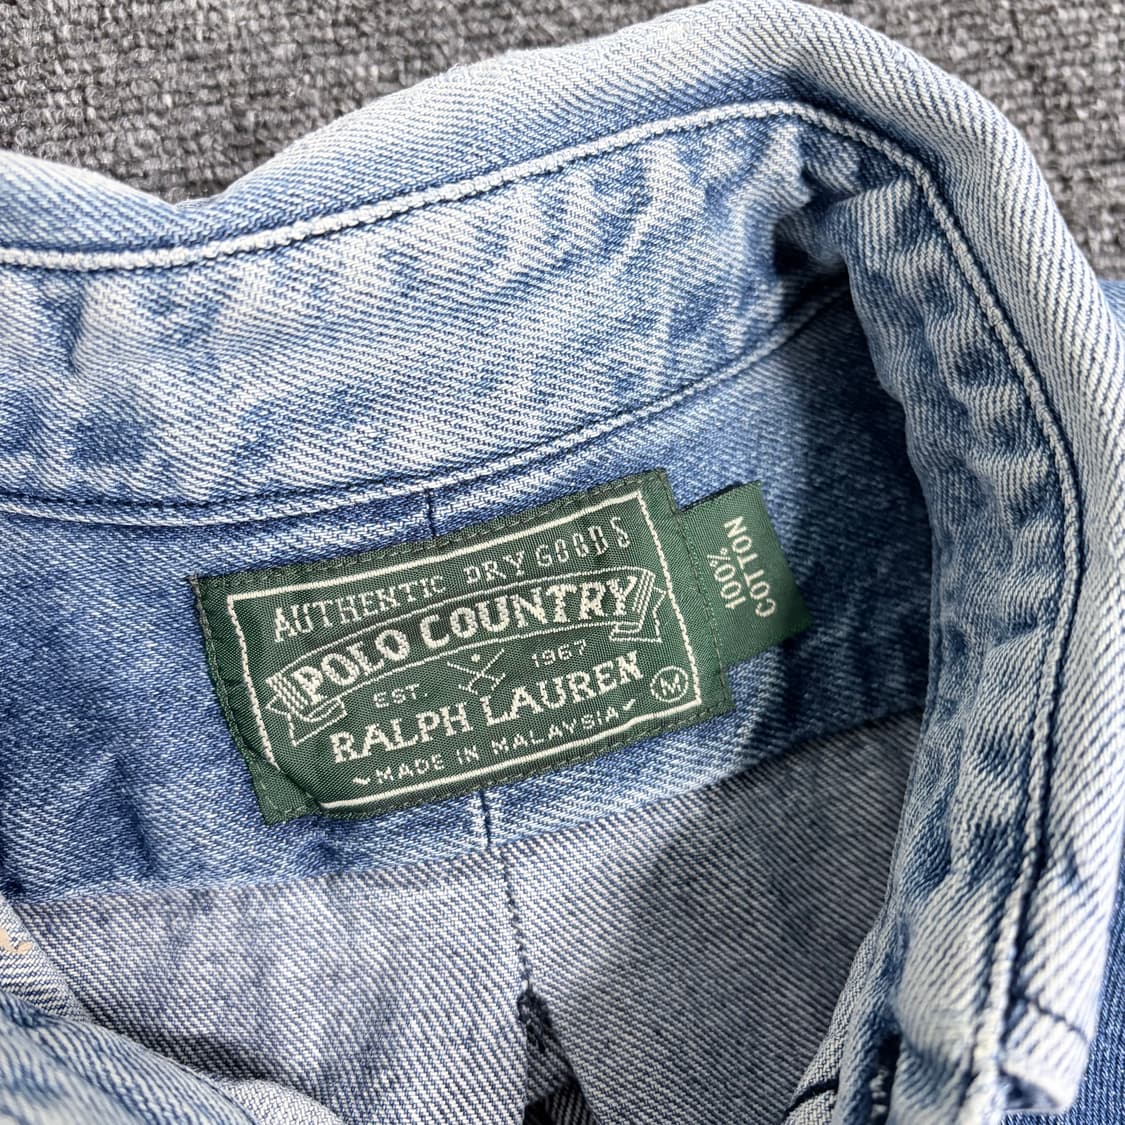 AUTHENTIC DRY GOODS
POLO COUNTRY
EST. 1967
RALPH LAUREN
M
MADE IN MALAYSIA
100%
COTTON